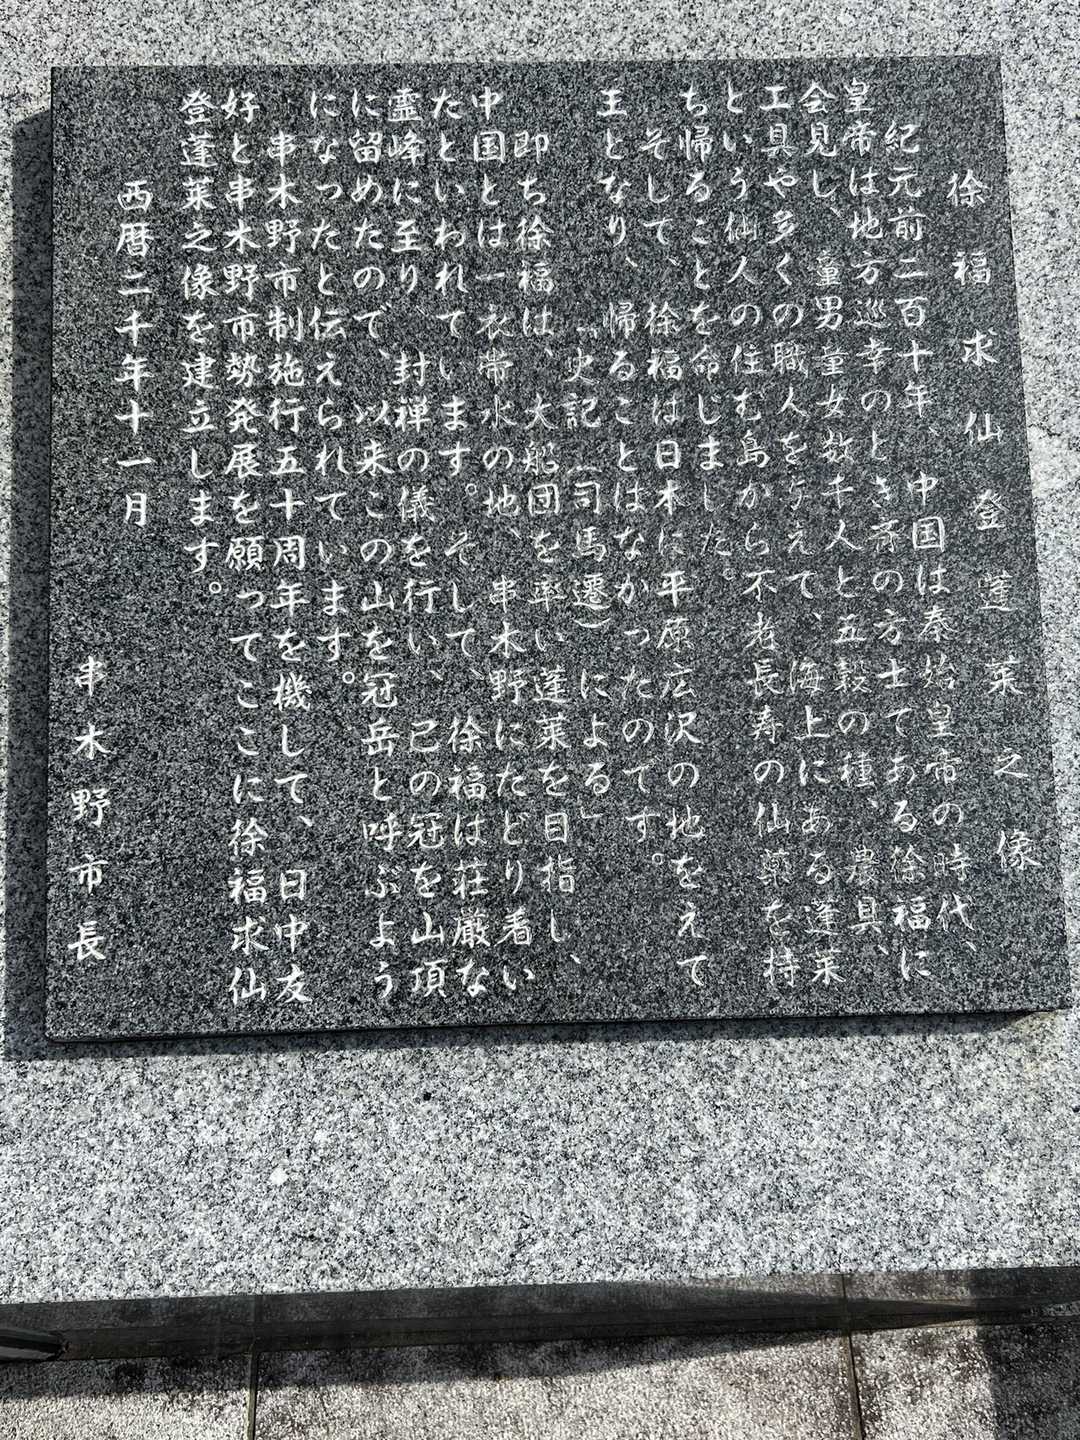 徐福求仙登蓬莱之像
紀元前二百十年、中国は秦始皇帝の時代、
皇帝は地方巡幸のとき斉の方士である徐福に
会見し、童男童女数千人と五穀の種、農具、
工具や多くの職人を与えて、海上にある蓬莱
という仙人の住む島から不老長寿の仙薬を持
ち帰ることを命じました。
そして、徐福は日本に平原広沢の地をえて
王となり、帰ることはなかったのです。
「史記（司馬遷）による」
即ち徐福は、大船団を率い蓬莱を目指し、
中国とは一衣帯水の地、串木野にたどり着い
たといわれています。そして、徐福は荘厳な
霊峰に至り、封禅の儀を行い、己の冠を山頂
に留めたので、以来この山を冠岳と呼ぶよう
になったと伝えられています。
串木野市制施行五十周年を機して、日中友
好と串木野市勢発展を願ってここに徐福求仙
登蓬莱之像を建立します。
西暦二千年十一月
串木野市長